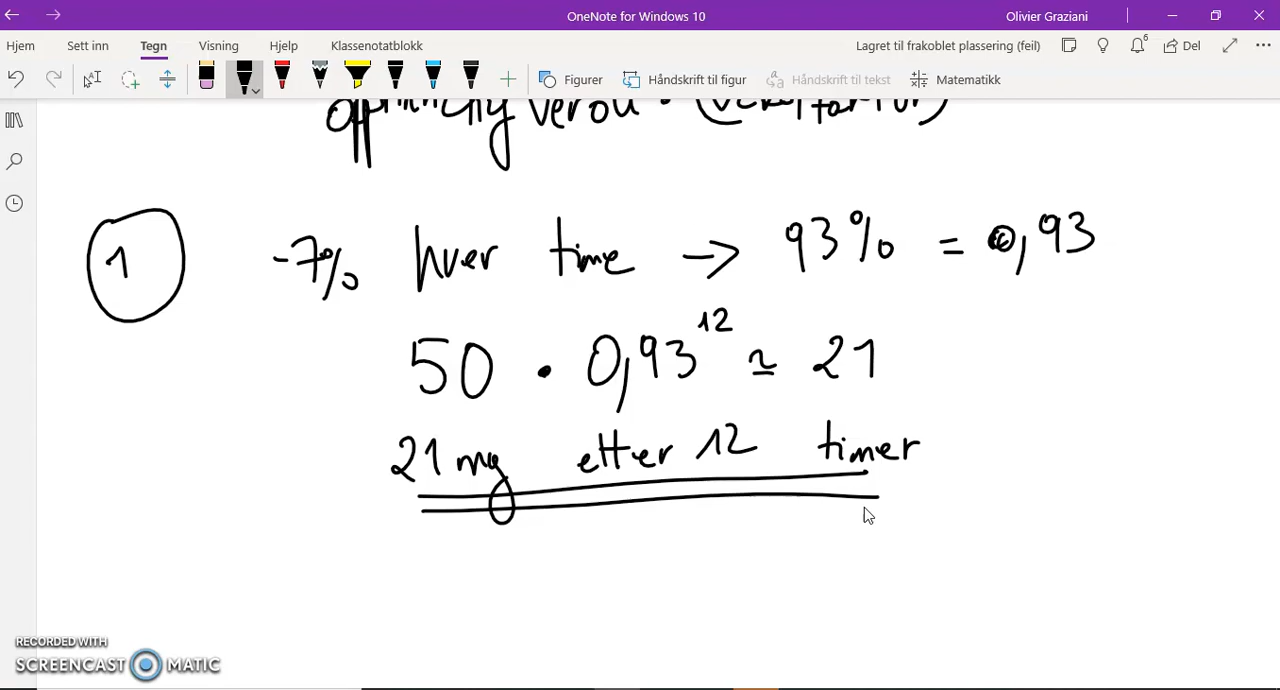 OneNote for Windows 10 Olivier Graziani
Hjem Sett inn Tegn Visning Hjelp Klassenotatblokk Lagret til frakoblet plassering (feil) 6 Del
Figurer Håndskrift til figur Håndskrift til tekst Matematikk
1 -7% hver time → 93% = 0,93
50 · 0,93¹² ≃ 21
21 mg etter 12 timer
RECORDED WITH
SCREENCAST MATIC